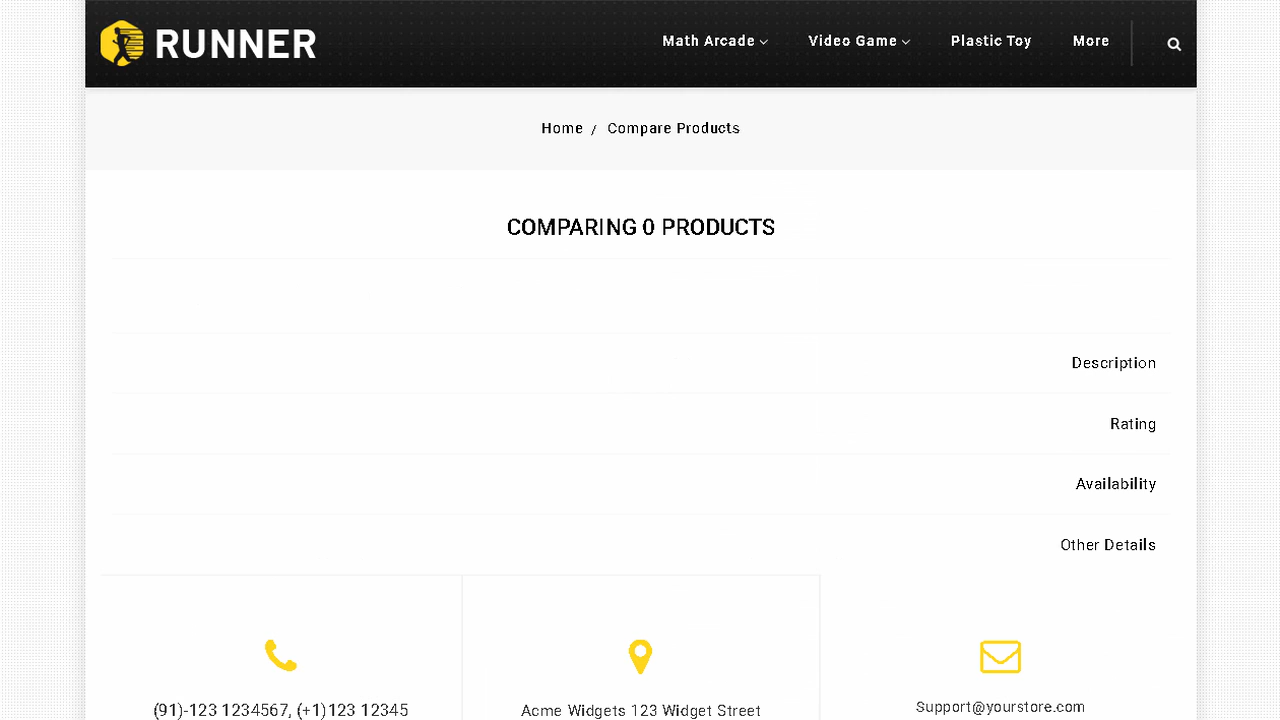 RUNNER
Math Arcade
Video Game
Plastic Toy
More
Home / Compare Products
COMPARING 0 PRODUCTS
Description
Rating
Availability
Other Details
(91)-123 1234567, (+1)123 12345
Acme Widgets 123 Widget Street
Support@yourstore.com